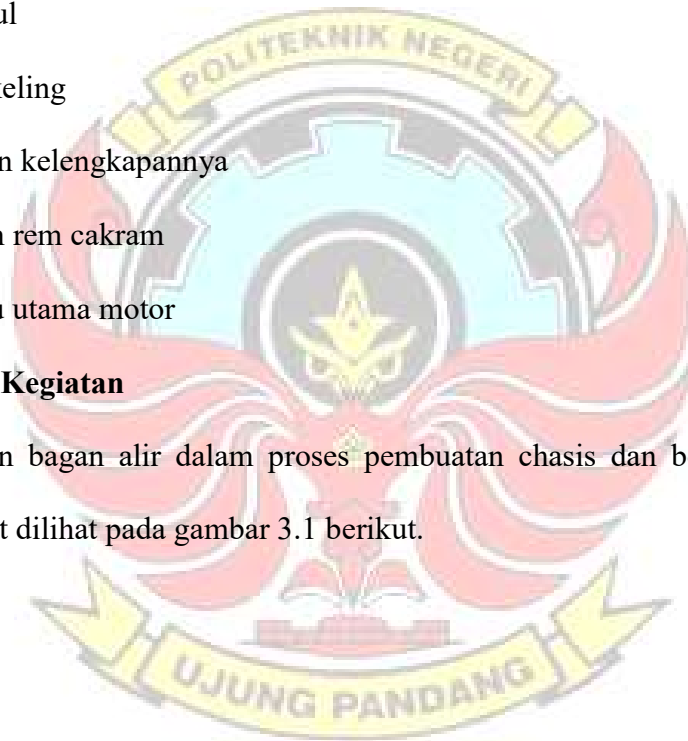 ul
eling
n kelengkapannya
n rem cakram
u utama motor
Kegiatan
n bagan alir dalam proses pembuatan chasis dan b
t dilihat pada gambar 3.1 berikut.
POLITEKNIK NEGERI
UJUNG PANDANG